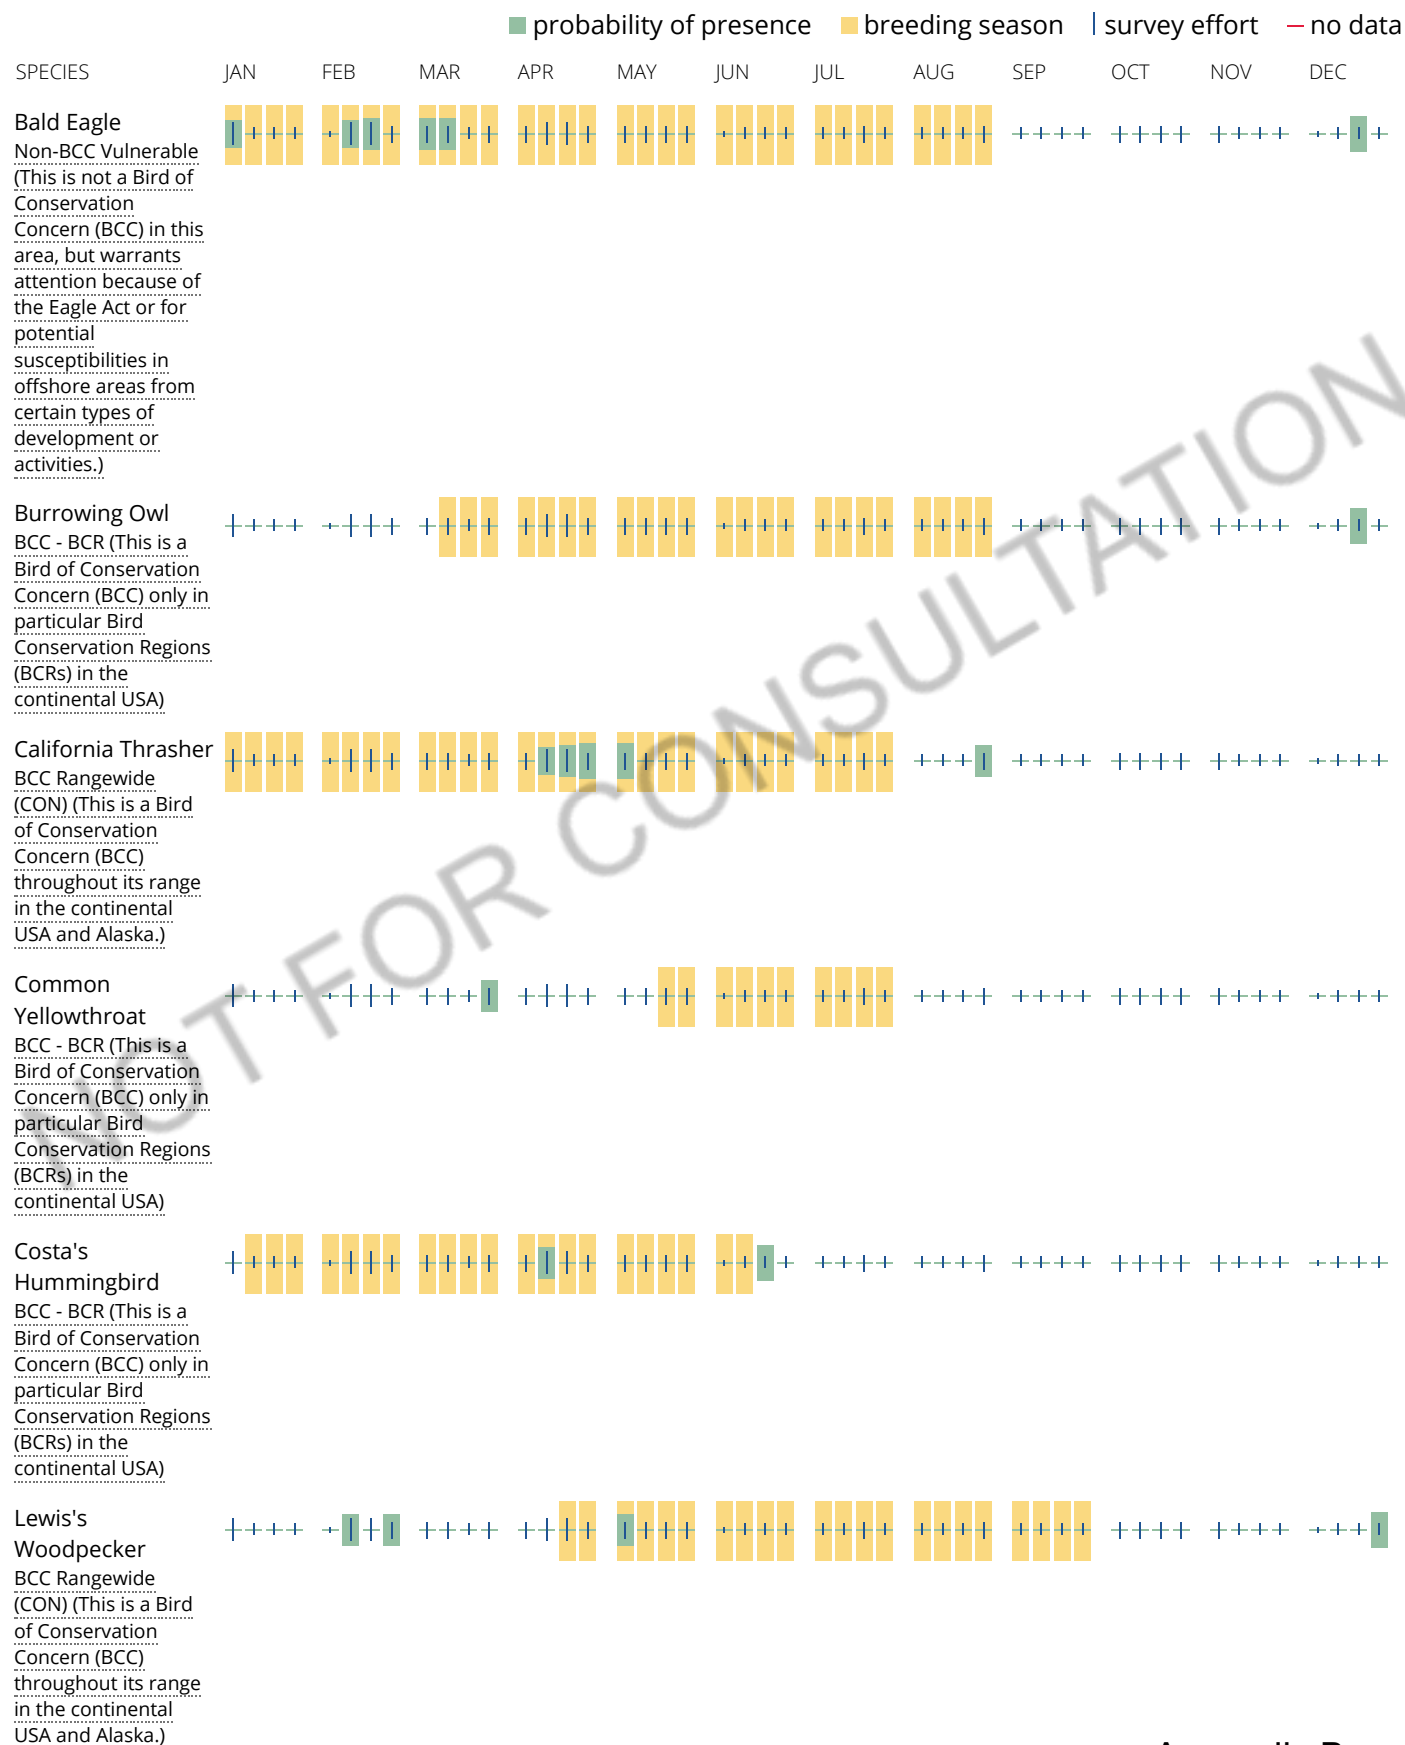 probability of presence breeding season survey effort no data
SPECIES JAN FEB MAR APR MAY JUN JUL AUG SEP OCT NOV DEC
Bald Eagle
Non-BCC Vulnerable
(This is not a Bird of
Conservation
Concern (BCC) in this
area, but warrants
attention because of
the Eagle Act or for
potential
susceptibilities in
offshore areas from
certain types of
development or
activities.)
Burrowing Owl
BCC - BCR (This is a
Bird of Conservation
Concern (BCC) only in
particular Bird
Conservation Regions
(BCRs) in the
continental USA)
California Thrasher
BCC Rangewide
(CON) (This is a Bird
of Conservation
Concern (BCC)
throughout its range
in the continental
USA and Alaska.)
Common
Yellowthroat
BCC - BCR (This is a
Bird of Conservation
Concern (BCC) only in
particular Bird
Conservation Regions
(BCRs) in the
continental USA)
Costa's
Hummingbird
BCC - BCR (This is a
Bird of Conservation
Concern (BCC) only in
particular Bird
Conservation Regions
(BCRs) in the
continental USA)
Lewis's
Woodpecker
BCC Rangewide
(CON) (This is a Bird
of Conservation
Concern (BCC)
throughout its range
in the continental
USA and Alaska.)
NOT FOR CONSULTATION